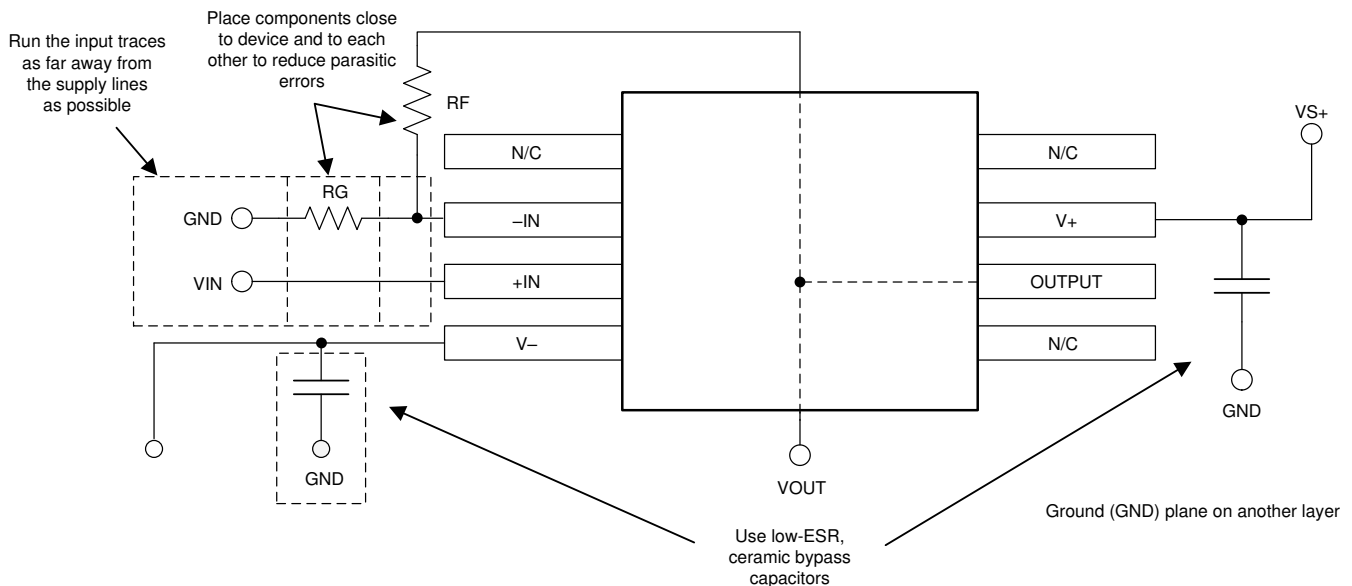 Place components close
to device and to each
other to reduce parasitic
errors
Run the input traces
as far away from
the supply lines
as possible
RF
VS+
N/C
N/C
RG
GND
–IN
V+
VIN
+IN
OUTPUT
V–
N/C
GND
GND
VOUT
Ground (GND) plane on another layer
Use low-ESR,
ceramic bypass
capacitors